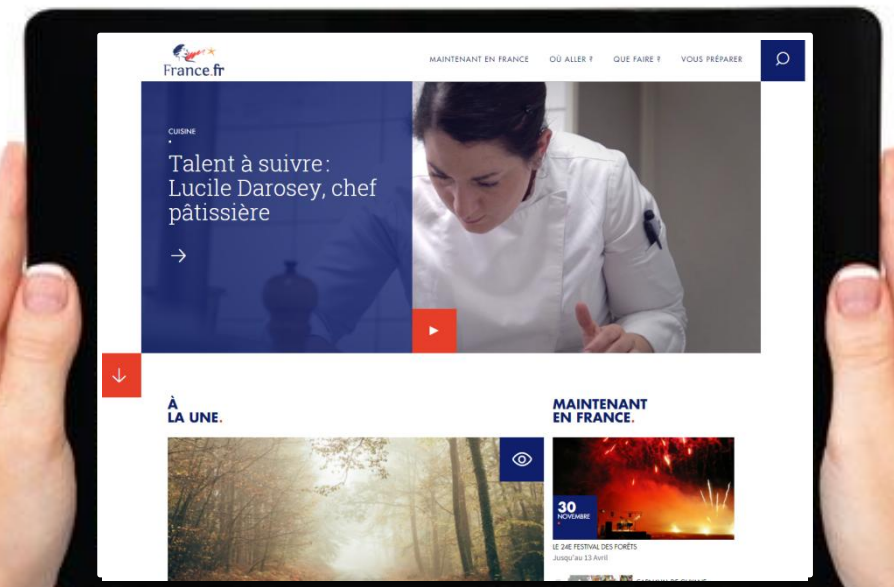 France.fr
MAINTENANT EN FRANCE OÙ ALLER ? QUE FAIRE ? VOUS PRÉPARER
CUISINE
Talent à suivre :
Lucile Darosey, chef
pâtissière
À
LA UNE.
MAINTENANT
EN FRANCE.
30
NOVEMBRE
LE 24E FESTIVAL DES FORÊTS
Jusqu'au 13 Avril